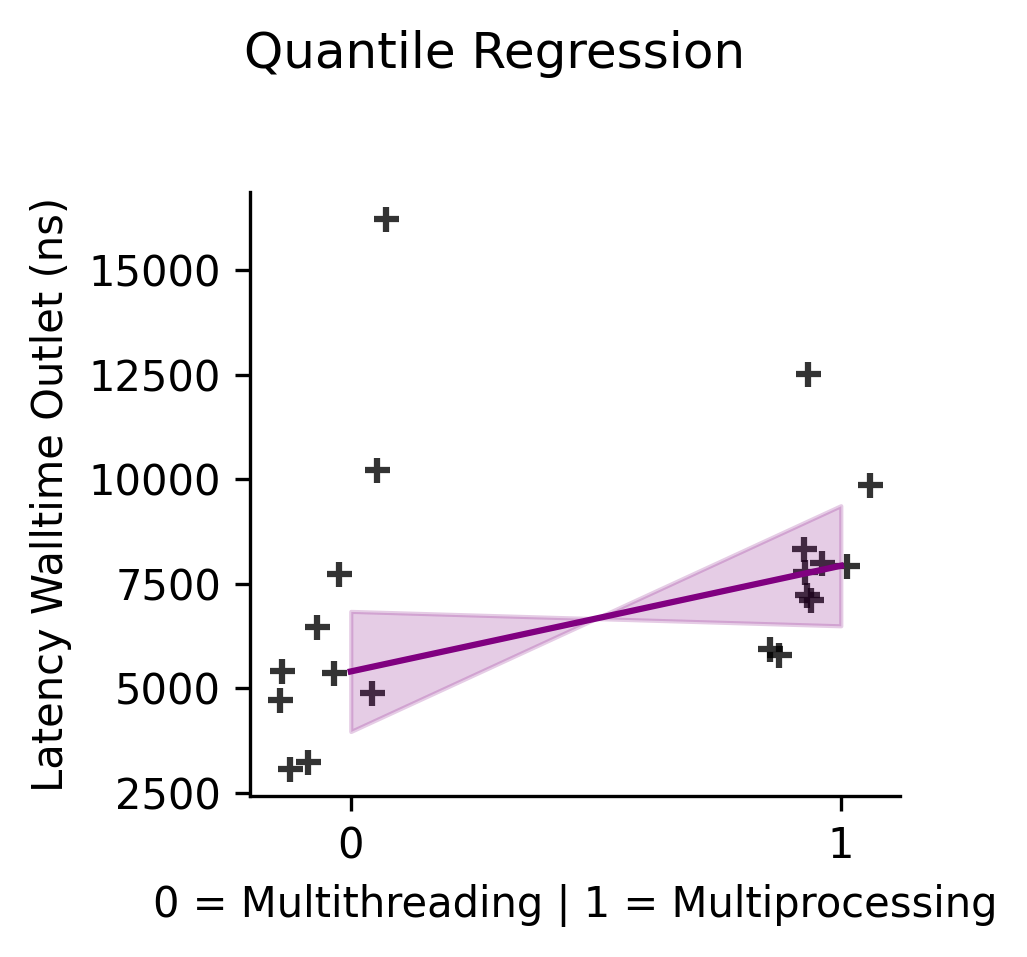 Quantile Regression
Latency Walltime Outlet (ns)
15000
12500
10000
7500
5000
2500
0 1
0 = Multithreading | 1 = Multiprocessing